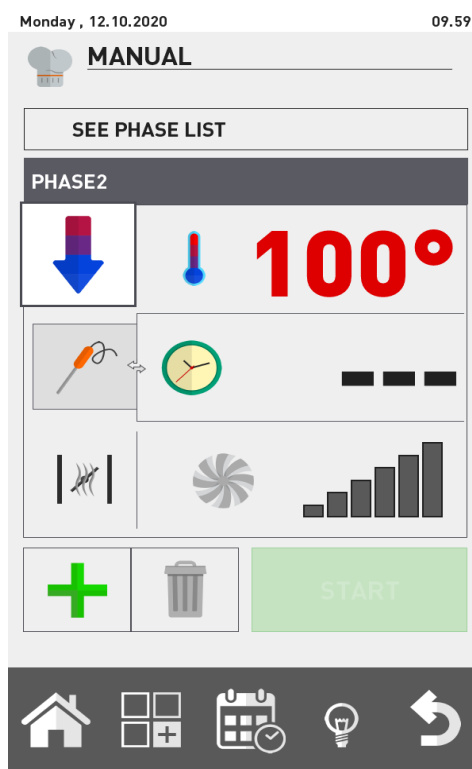 Monday , 12.10.2020 09.59
MANUAL
SEE PHASE LIST
PHASE2
100°
---
START